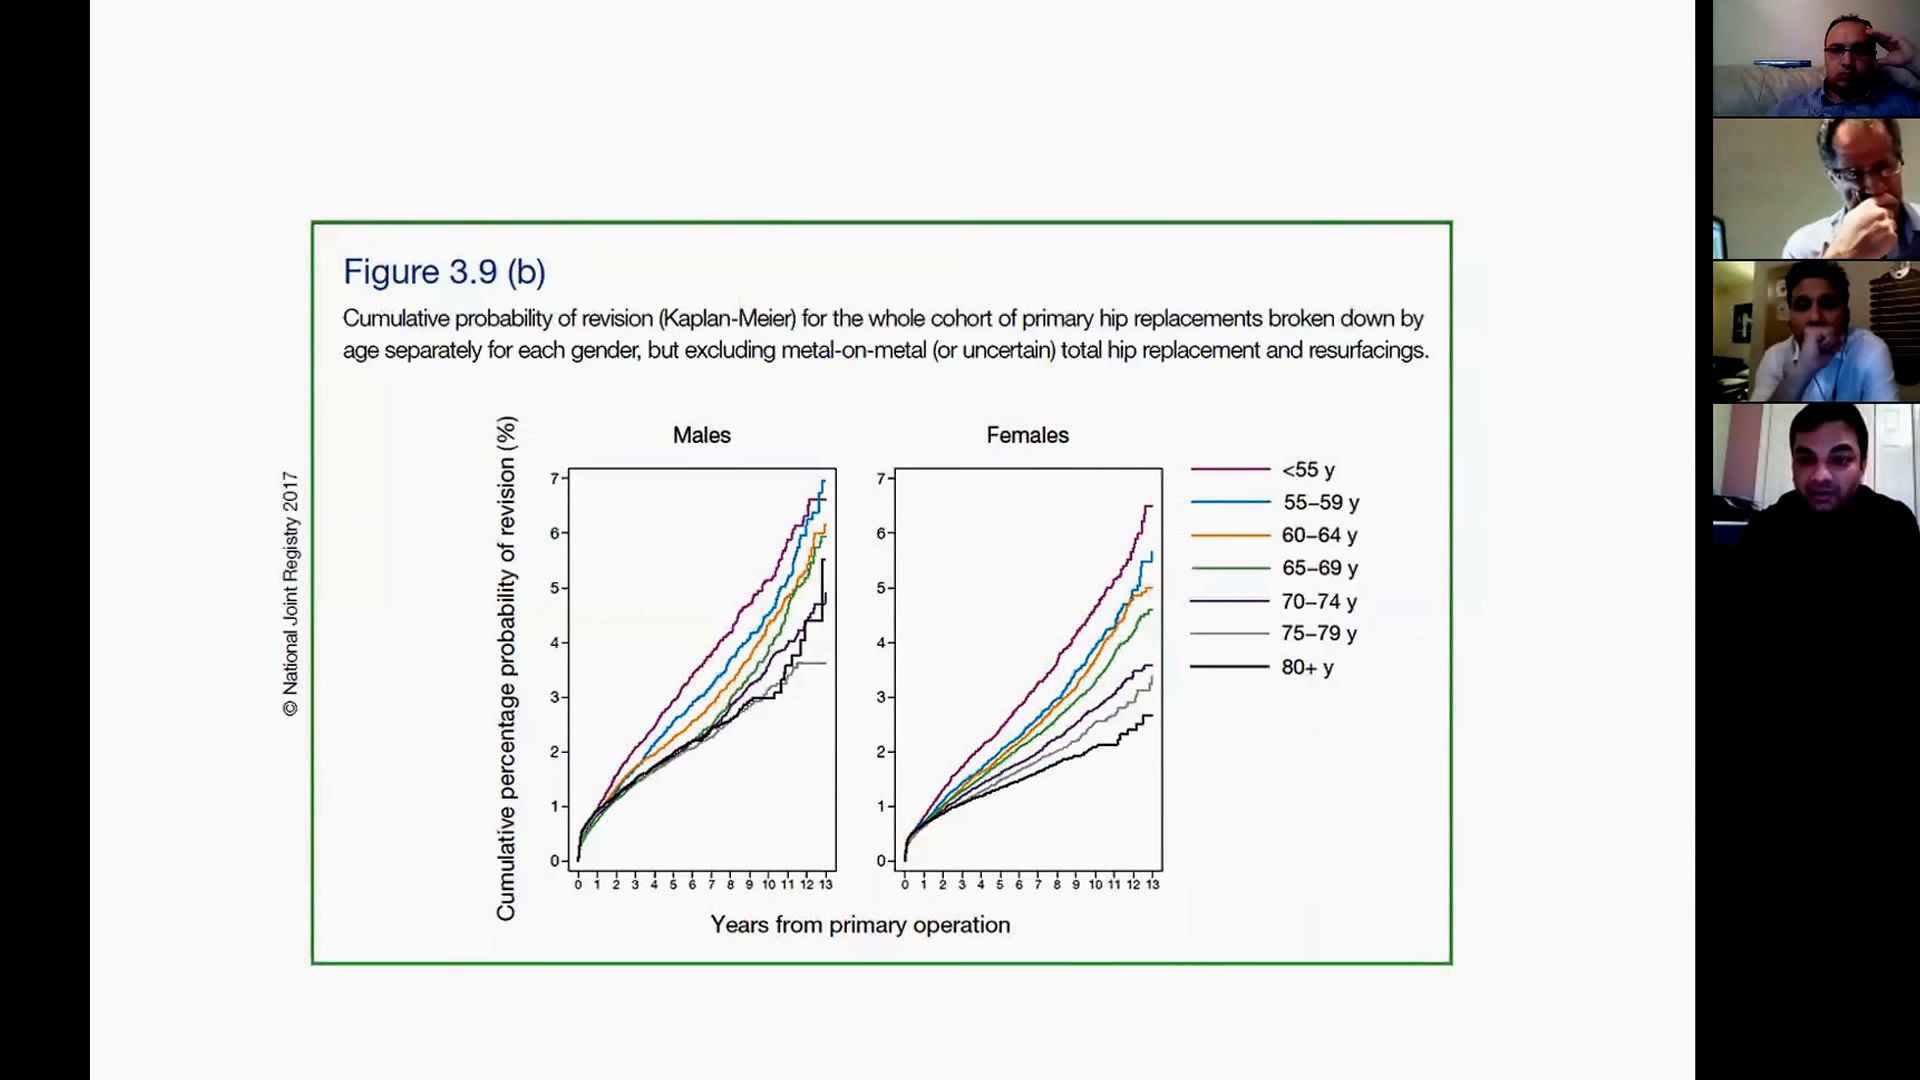 Figure 3.9 (b)
Cumulative probability of revision (Kaplan-Meier) for the whole cohort of primary hip replacements broken down by
age separately for each gender, but excluding metal-on-metal (or uncertain) total hip replacement and resurfacings.
© National Joint Registry 2017
Cumulative percentage probability of revision (%)
Males
7
6
5
4
3
2
1
0
0 1 2 3 4 5 6 7 8 9 10 11 12 13
Females
7
6
5
4
3
2
1
0
0 1 2 3 4 5 6 7 8 9 10 11 12 13
Years from primary operation
<55 y
55–59 y
60–64 y
65–69 y
70–74 y
75–79 y
80+ y